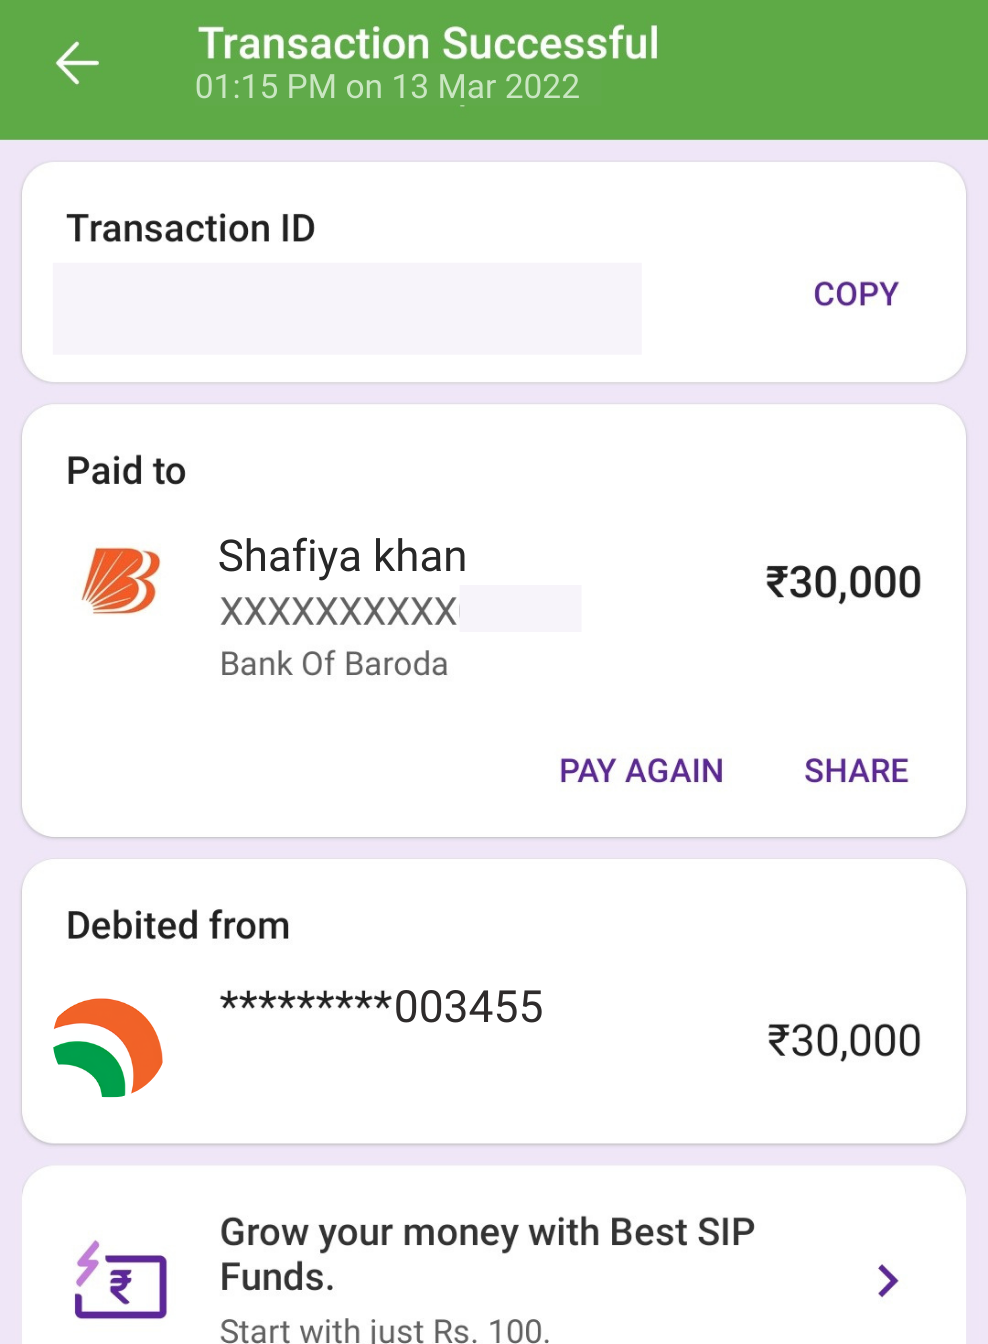 Transaction Successful
01:15 PM on 13 Mar 2022
Transaction ID
COPY
Paid to
Shafiya khan
₹30,000
XXXXXXXXXX
Bank Of Baroda
PAY AGAIN
SHARE
Debited from
*********003455
₹30,000
Grow your money with Best SIP
Funds.
Start with just Rs. 100.